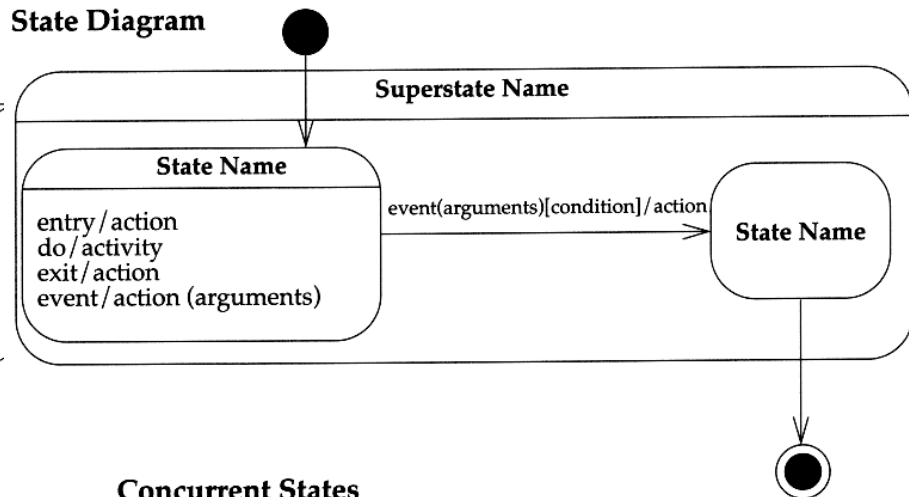 State Diagram
Superstate Name
State Name
entry/action
do/activity
exit/action
event/action (arguments)
event(arguments)[condition]/action
State Name
Concurrent States